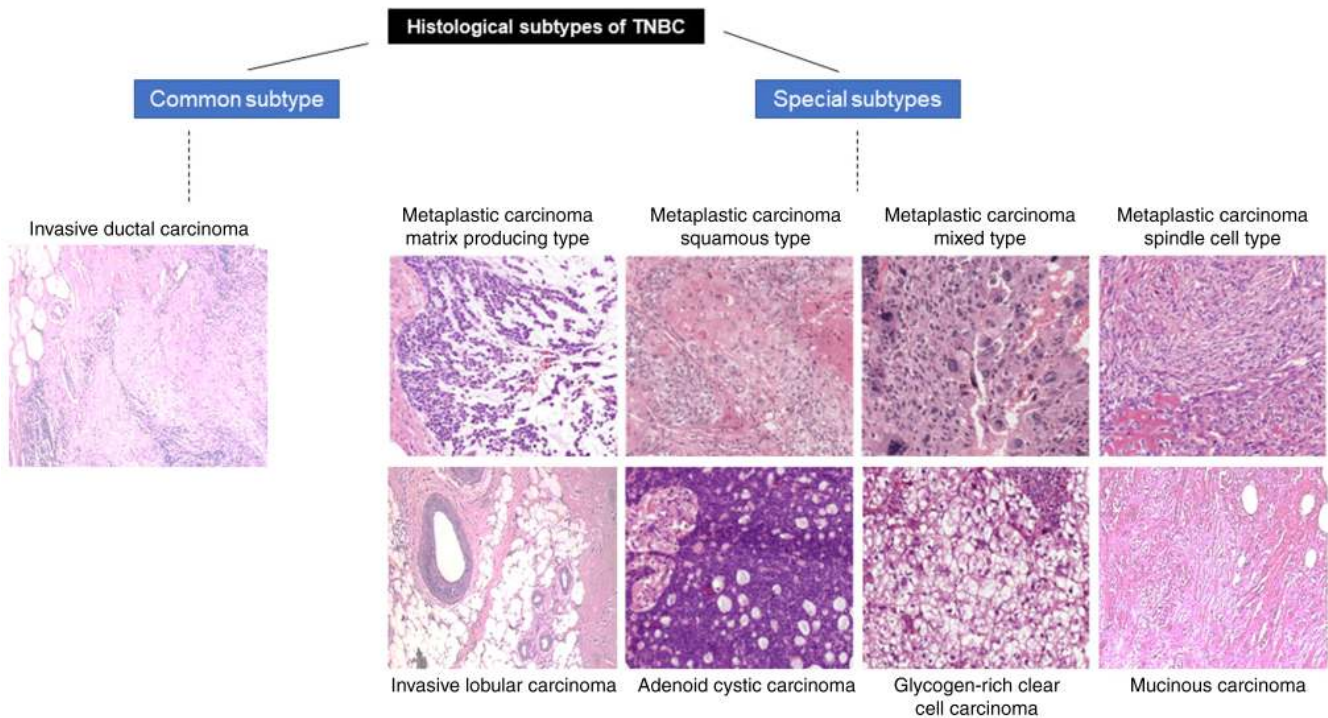 Histological subtypes of TNBC
Common subtype
Special subtypes
Invasive ductal carcinoma
Metaplastic carcinoma
matrix producing type
Metaplastic carcinoma
squamous type
Metaplastic carcinoma
mixed type
Metaplastic carcinoma
spindle cell type
Invasive lobular carcinoma
Adenoid cystic carcinoma
Glycogen-rich clear
cell carcinoma
Mucinous carcinoma